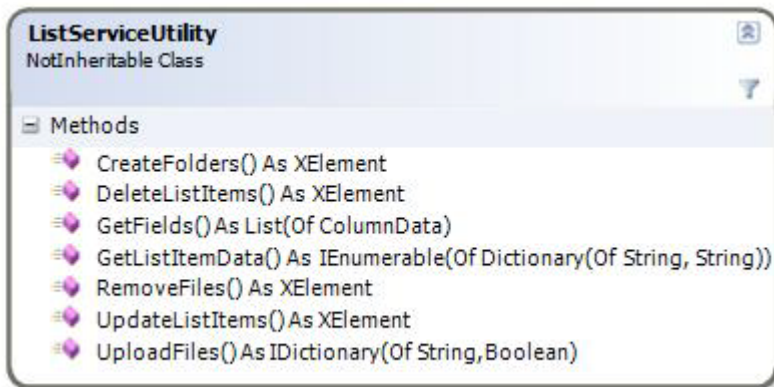 ListServiceUtility
NotInheritable Class
Methods
CreateFolders() As XElement
DeleteListItems() As XElement
GetFields() As List(Of ColumnData)
GetListItemData() As IEnumerable(Of Dictionary(Of String, String))
RemoveFiles() As XElement
UpdateListItems() As XElement
UploadFiles() As IDictionary(Of String,Boolean)